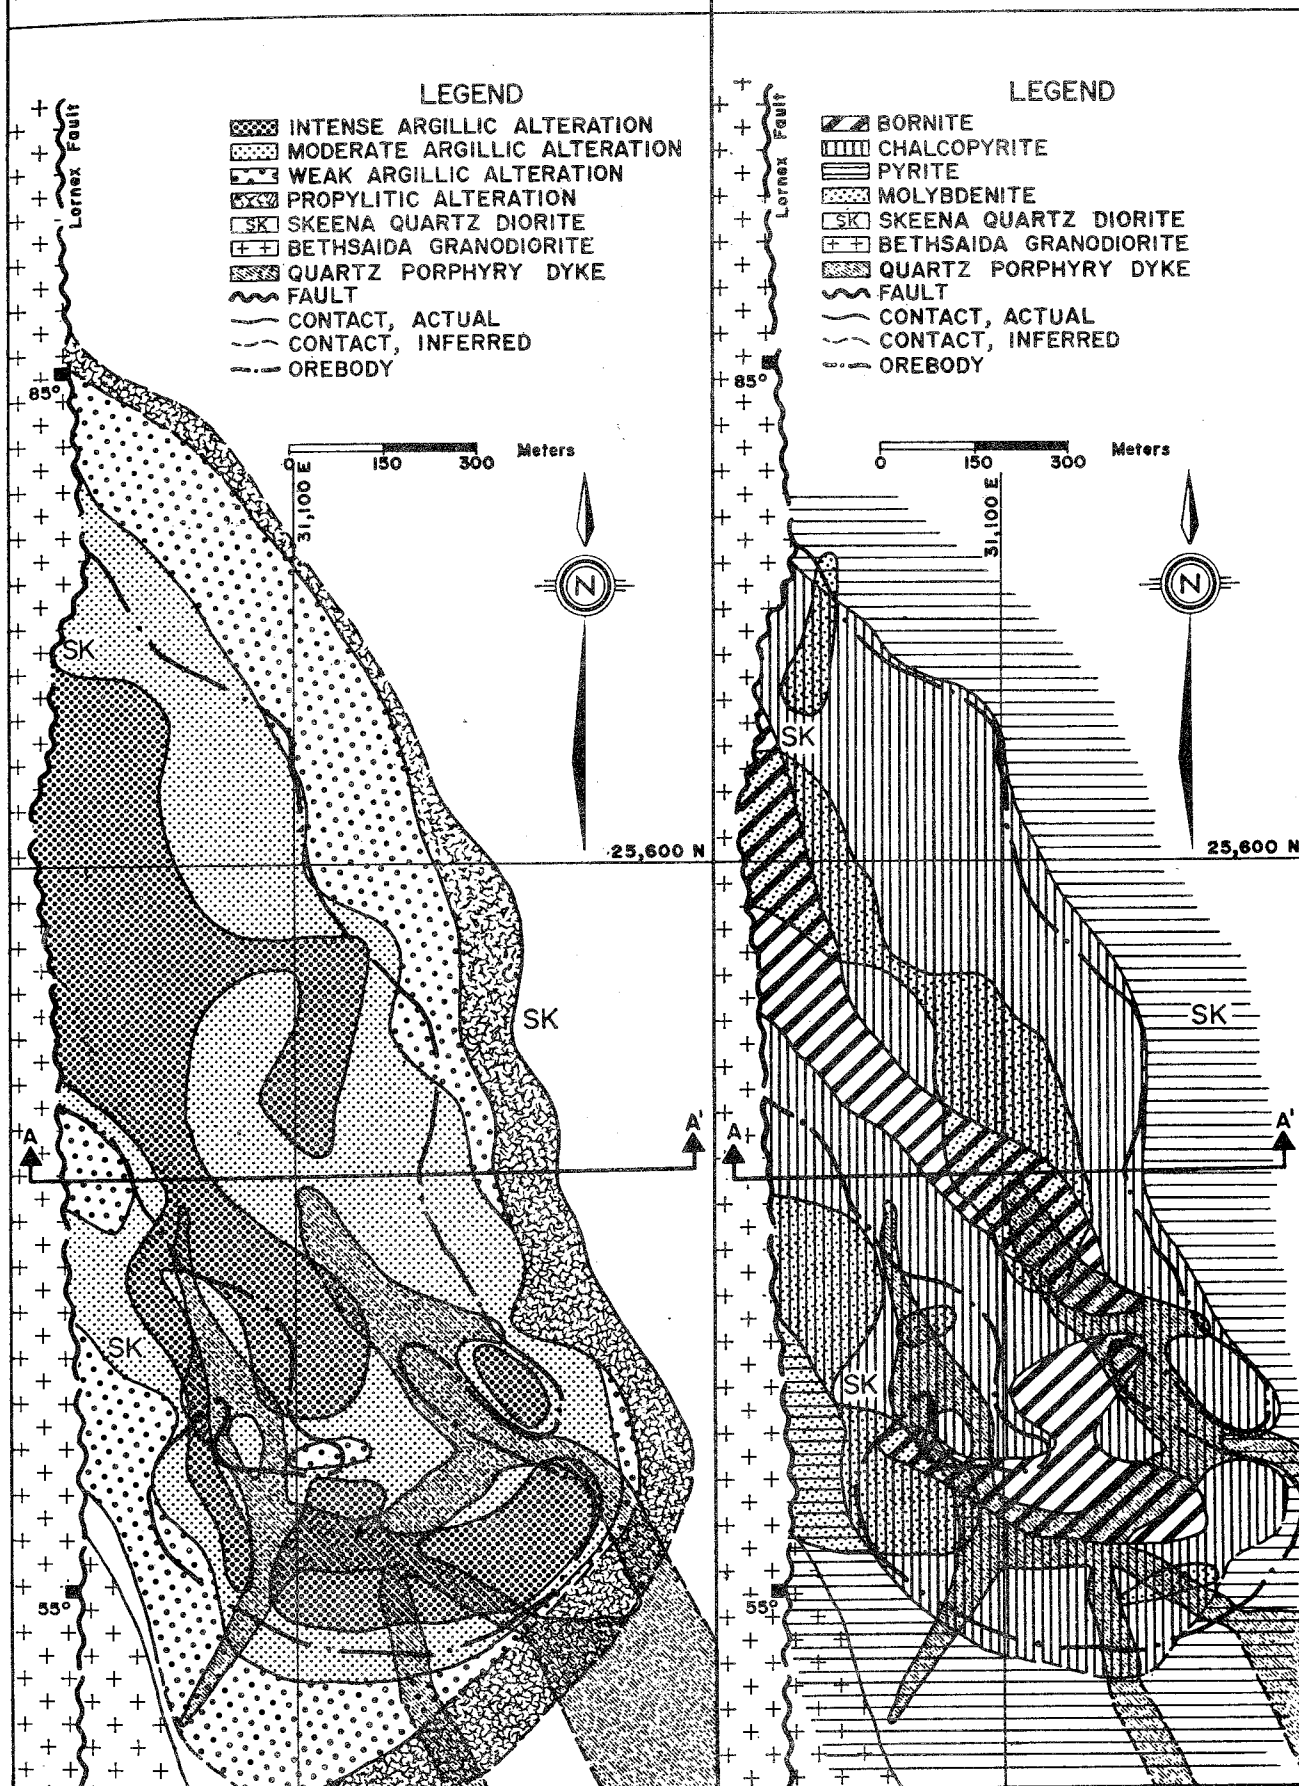 LEGEND
INTENSE ARGILLIC ALTERATION
MODERATE ARGILLIC ALTERATION
WEAK ARGILLIC ALTERATION
PROPYLITIC ALTERATION
SK SKEENA QUARTZ DIORITE
BETHSAIDA GRANODIORITE
QUARTZ PORPHYRY DYKE
FAULT
CONTACT, ACTUAL
CONTACT, INFERRED
OREBODY
Lornex Fault
85°
0 150 300 Meters
31,100 E
N
SK
25,600 N
SK
A A'
SK
55°
LEGEND
BORNITE
CHALCOPYRITE
PYRITE
MOLYBDENITE
SK SKEENA QUARTZ DIORITE
BETHSAIDA GRANODIORITE
QUARTZ PORPHYRY DYKE
FAULT
CONTACT, ACTUAL
CONTACT, INFERRED
OREBODY
Lornex Fault
85°
0 150 300 Meters
31,100 E
N
SK
25,600 N
SK
A A'
SK
55°